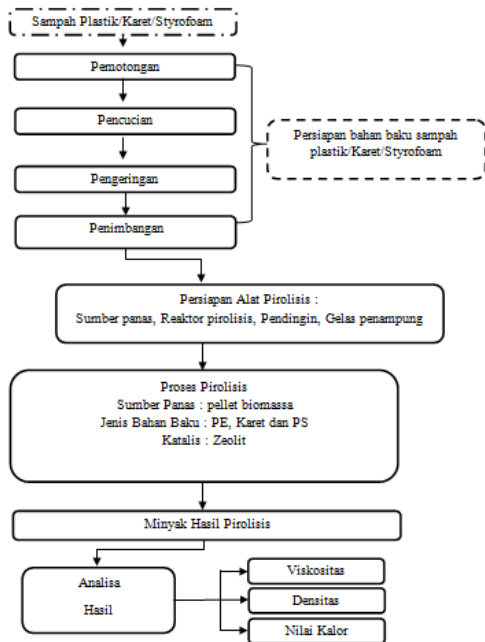 Sampah Plastik/Karet/Styrofoam
Pemotongan
Pencucian
Pengeringan
Penimbangan
Persiapan bahan baku sampah
plastik/Karet/Styrofoam
Persiapan Alat Pirolisis :
Sumber panas, Reaktor pirolisis, Pendingin, Gelas penampung
Proses Pirolisis
Sumber Panas : pellet biomassa
Jenis Bahan Baku : PE, Karet dan PS
Katalis : Zeolit
Minyak Hasil Pirolisis
Analisa
Hasil
Viskositas
Densitas
Nilai Kalor